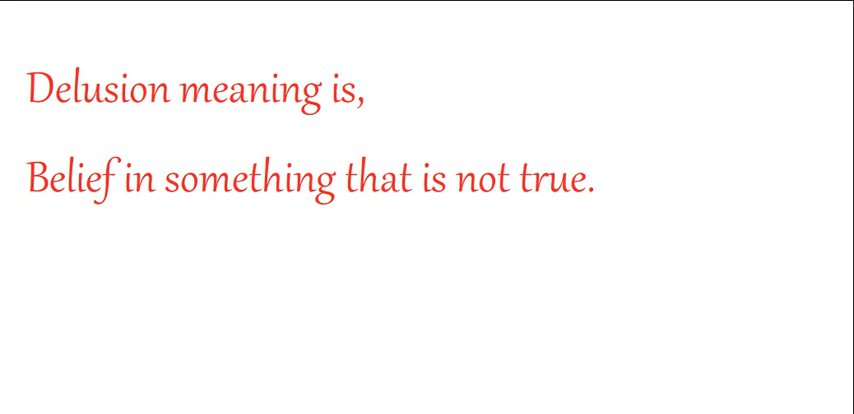 Delusion meaning is,
Belief in something that is not true.